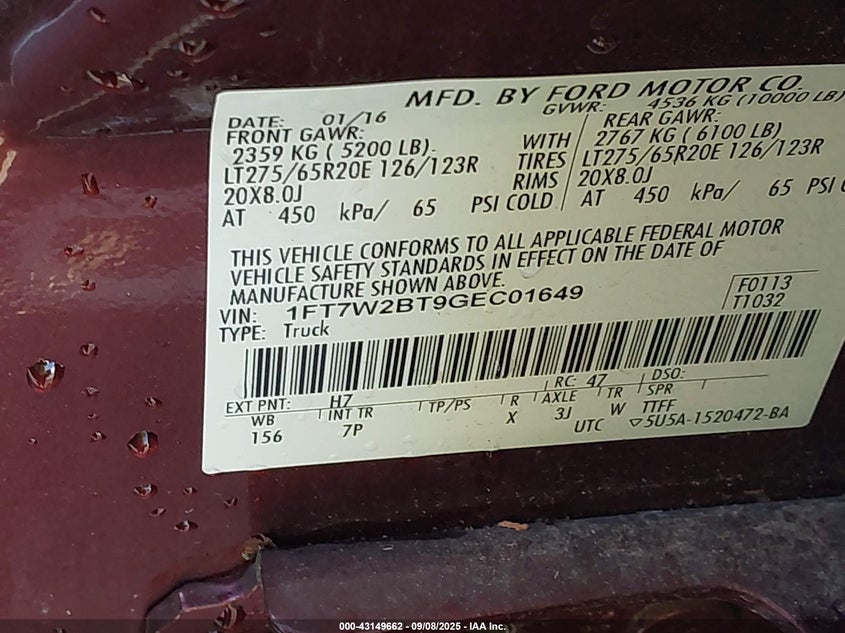 MFD. BY FORD MOTOR CO.
DATE: 01/16 GVWR: 4536 KG (10000 LB)
FRONT GAWR: REAR GAWR:
2359 KG ( 5200 LB) WITH 2767 KG ( 6100 LB)
LT275/65R20E 126/123R TIRES LT275/65R20E 126/123R
20X8.0J RIMS 20X8.0J
AT 450 kPa/ 65 PSI COLD AT 450 kPa/ 65 PSI
THIS VEHICLE CONFORMS TO ALL APPLICABLE FEDERAL MOTOR
VEHICLE SAFETY STANDARDS IN EFFECT ON THE DATE OF
MANUFACTURE SHOWN ABOVE.
VIN: 1FT7W2BT9GEC01649 F0113
TYPE: Truck T1032
EXT PNT: H7 RC: 47 DSO:
WB INT TR TP/PS R AXLE TR SPR
156 7P X 3J W TTFF
UTC ▽5U5A-1520472-BA
000-43149662 - 09/08/2025 - IAA Inc.